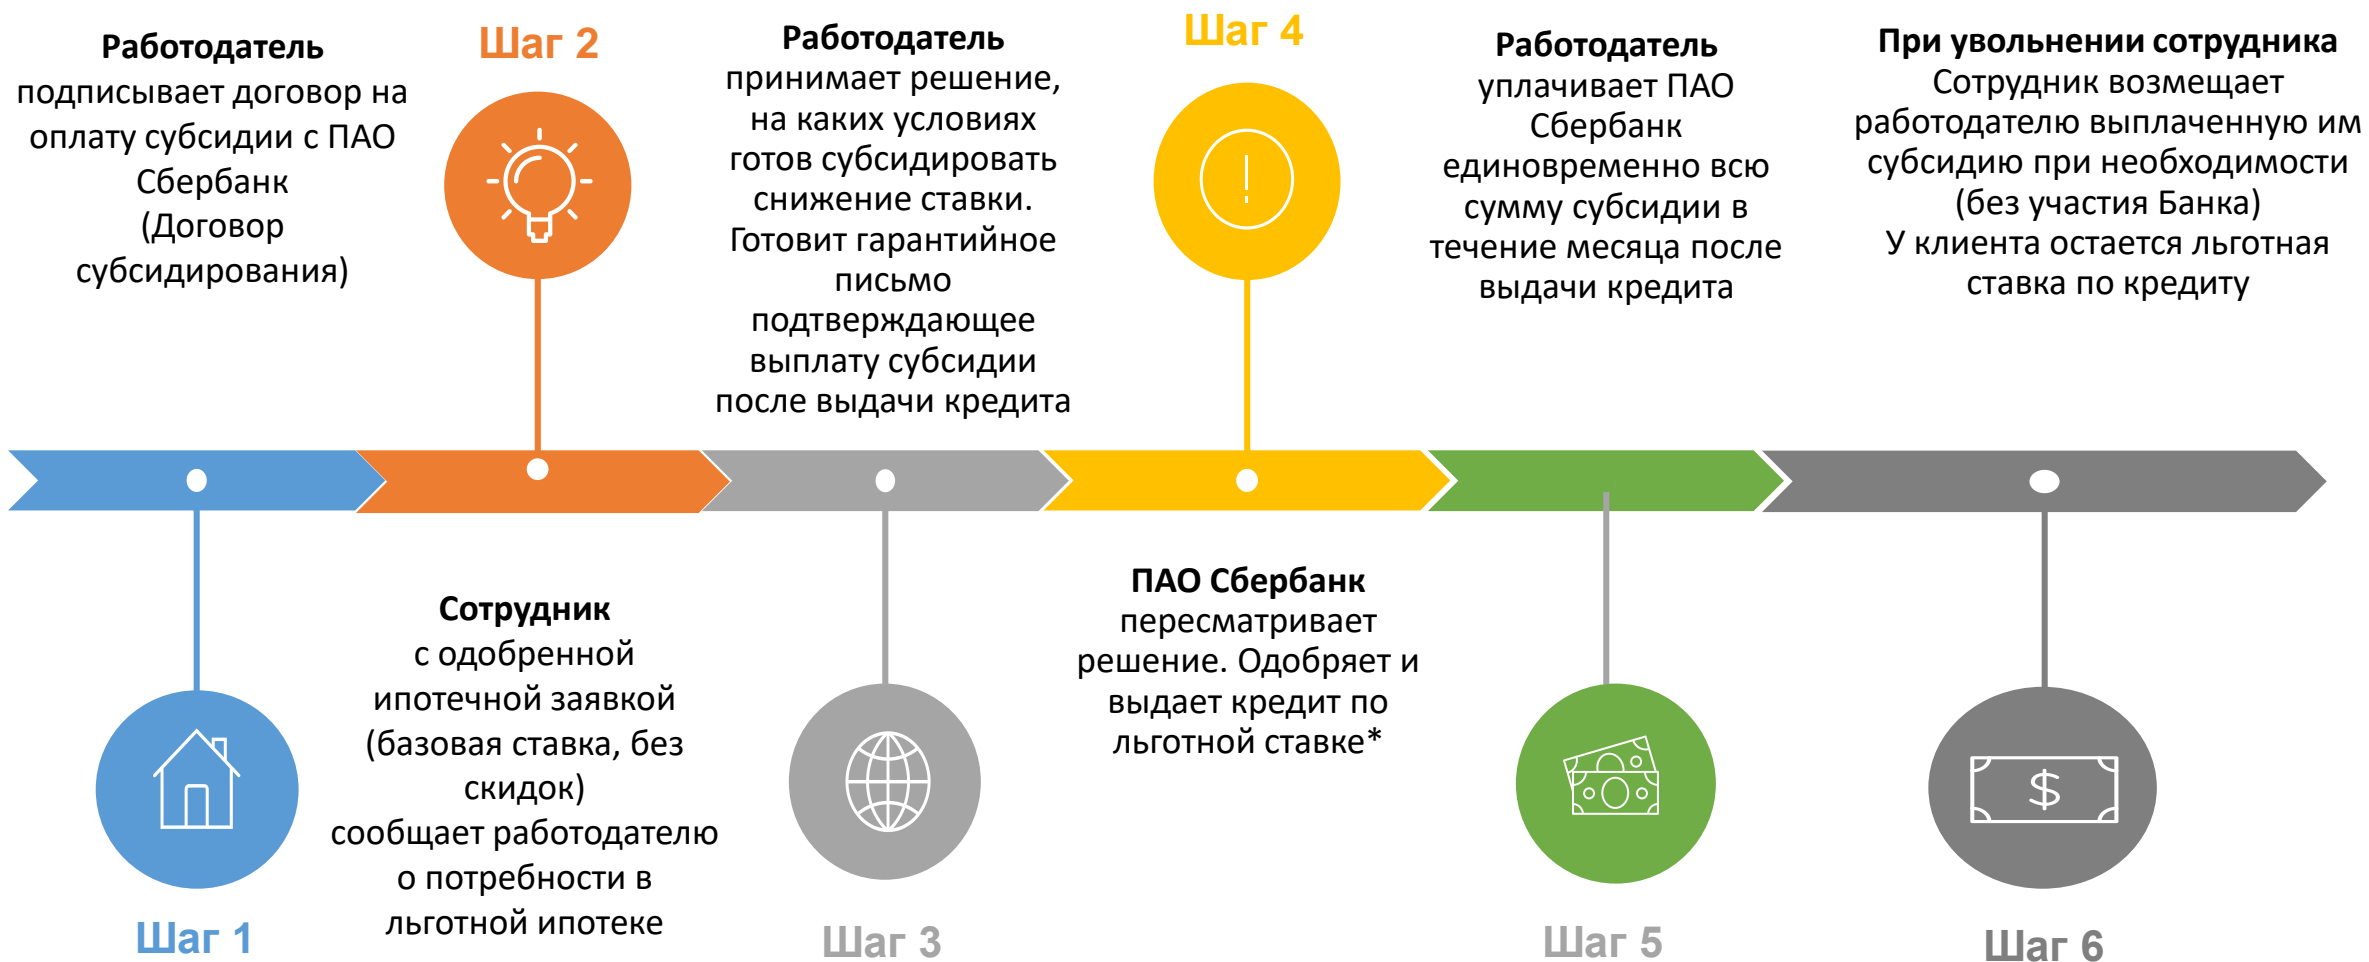 Работодатель
подписывает договор на
оплату субсидии с ПАО
Сбербанк
(Договор
субсидирования)
Шаг 1
Шаг 2
Сотрудник
с одобренной
ипотечной заявкой
(базовая ставка, без
скидок)
сообщает работодателю
о потребности в
льготной ипотеке
Работодатель
принимает решение,
на каких условиях
готов субсидировать
снижение ставки.
Готовит гарантийное
письмо
подтверждающее
выплату субсидии
после выдачи кредита
Шаг 3
Шаг 4
ПАО Сбербанк
пересматривает
решение. Одобряет и
выдает кредит по
льготной ставке*
Работодатель
уплачивает ПАО
Сбербанк
единовременно всю
сумму субсидии в
течение месяца после
выдачи кредита
Шаг 5
При увольнении сотрудника
Сотрудник возмещает
работодателю выплаченную им
субсидию при необходимости
(без участия Банка)
У клиента остается льготная
ставка по кредиту
$
Шаг 6